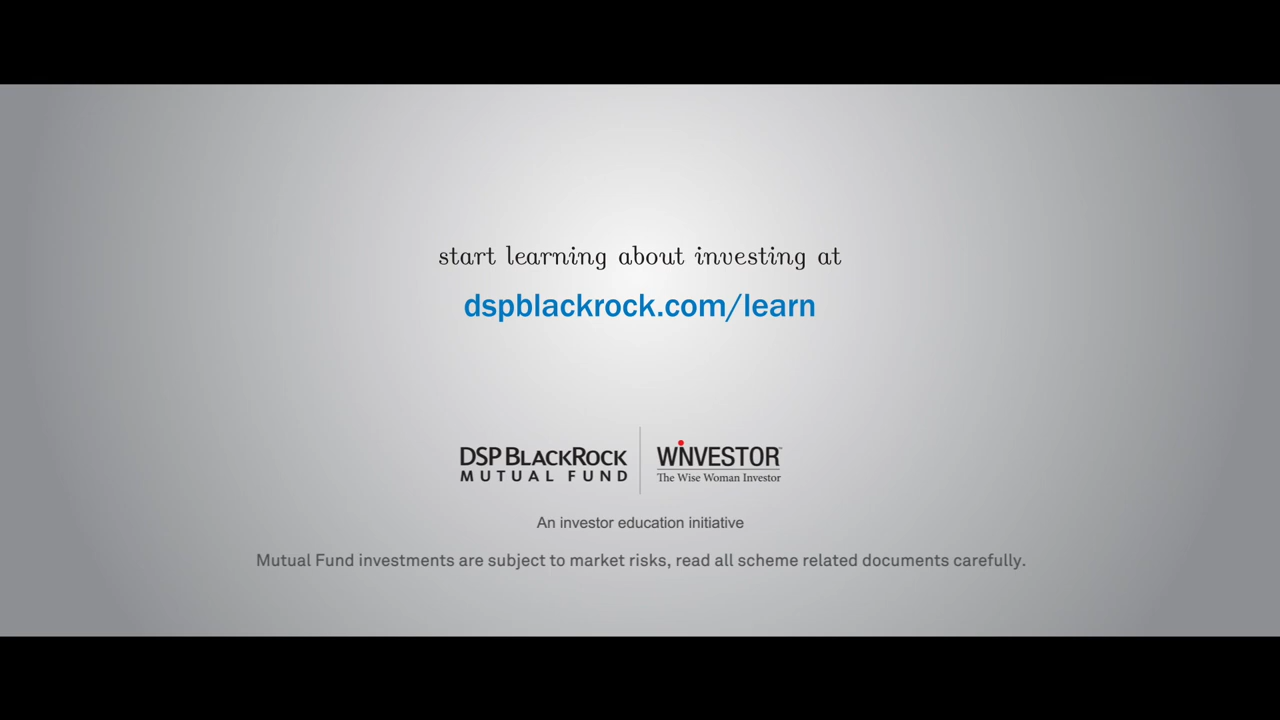 start learning about investing at
dspblackrock.com/learn
DSP BLACKROCK
MUTUAL FUND
WINVESTOR™
The Wise Woman Investor
An investor education initiative
Mutual Fund investments are subject to market risks, read all scheme related documents carefully.